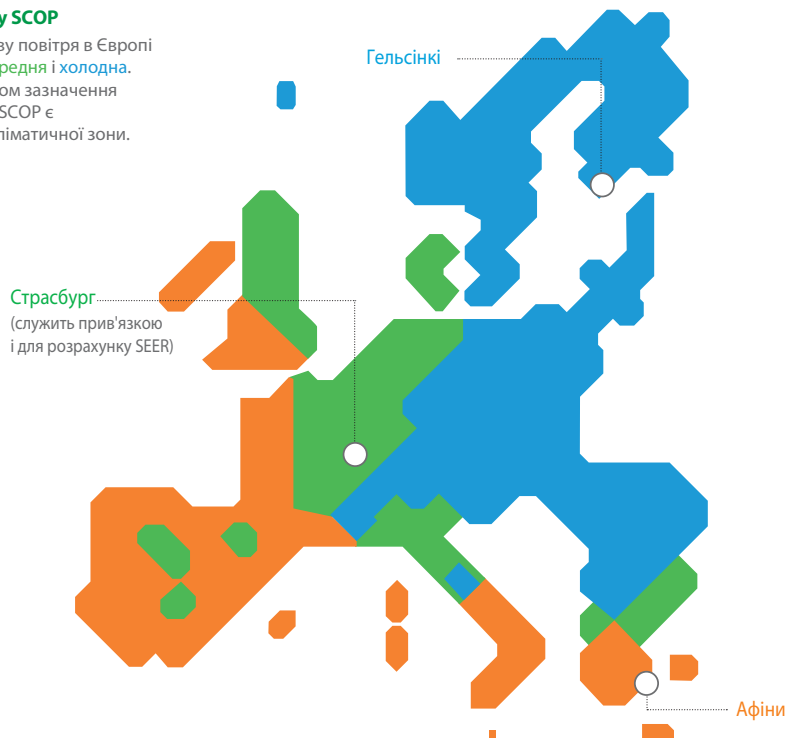 у SCOP
ву повітря в Європі
редня і холодна.
ом зазначення
SCOP є
ліматичної зони.
Гельсінкі
Страсбург
(служить прив'язкою
і для розрахунку SEER)
Афіни